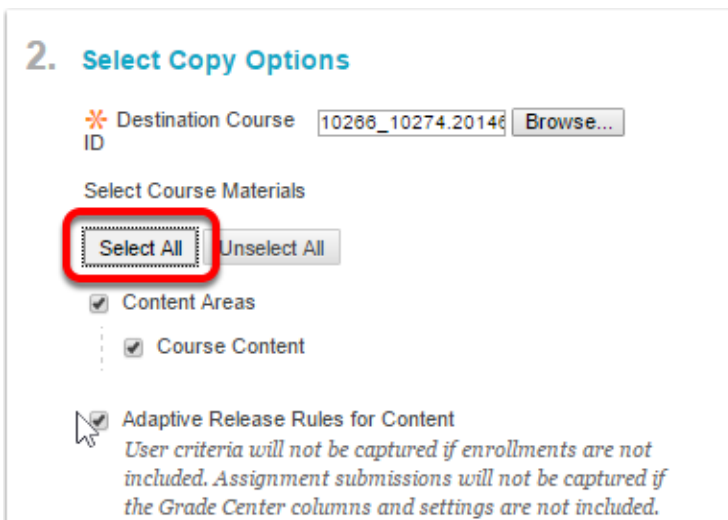 2. Select Copy Options
Destination Course 10266_10274.20146 Browse...
ID
Select Course Materials
Select All Unselect All
Content Areas
Course Content
Adaptive Release Rules for Content
User criteria will not be captured if enrollments are not
included. Assignment submissions will not be captured if
the Grade Center columns and settings are not included.